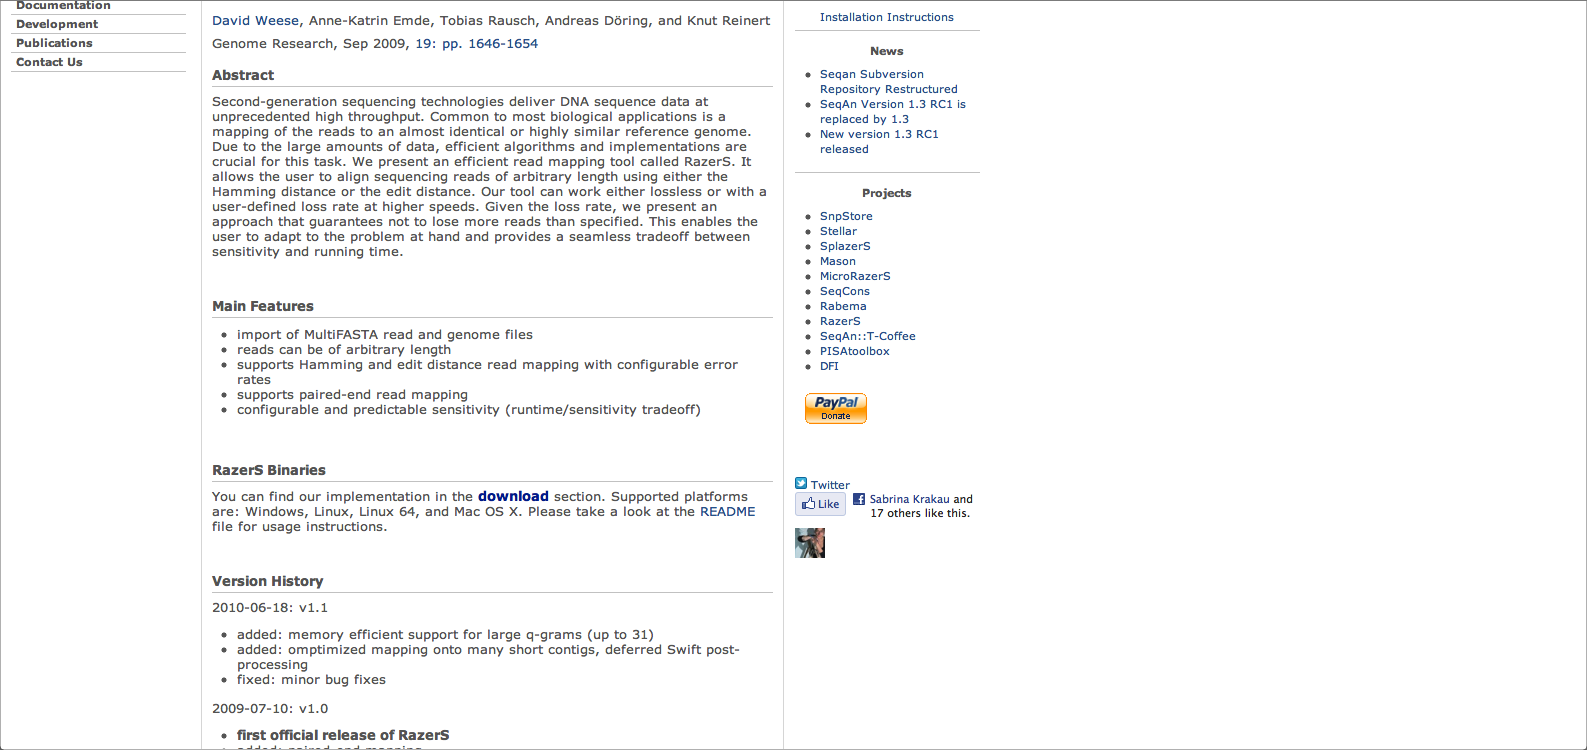 Documentation
Development
Publications
Contact Us
David Weese, Anne-Katrin Emde, Tobias Rausch, Andreas Döring, and Knut Reinert
Genome Research, Sep 2009, 19: pp. 1646-1654
Abstract
Second-generation sequencing technologies deliver DNA sequence data at
unprecedented high throughput. Common to most biological applications is a
mapping of the reads to an almost identical or highly similar reference genome.
Due to the large amounts of data, efficient algorithms and implementations are
crucial for this task. We present an efficient read mapping tool called RazerS. It
allows the user to align sequencing reads of arbitrary length using either the
Hamming distance or the edit distance. Our tool can work either lossless or with a
user-defined loss rate at higher speeds. Given the loss rate, we present an
approach that guarantees not to lose more reads than specified. This enables the
user to adapt to the problem at hand and provides a seamless tradeoff between
sensitivity and running time.
Main Features
import of MultiFASTA read and genome files
reads can be of arbitrary length
supports Hamming and edit distance read mapping with configurable error
rates
supports paired-end read mapping
configurable and predictable sensitivity (runtime/sensitivity tradeoff)
RazerS Binaries
You can find our implementation in the download section. Supported platforms
are: Windows, Linux, Linux 64, and Mac OS X. Please take a look at the README
file for usage instructions.
Version History
2010-06-18: v1.1
added: memory efficient support for large q-grams (up to 31)
added: omptimized mapping onto many short contigs, deferred Swift post-
processing
fixed: minor bug fixes
2009-07-10: v1.0
first official release of RazerS
added: paired-end mapping
Installation Instructions
News
Seqan Subversion
Repository Restructured
SeqAn Version 1.3 RC1 is
replaced by 1.3
New version 1.3 RC1
released
Projects
SnpStore
Stellar
SplazerS
Mason
MicroRazerS
SeqCons
Rabema
RazerS
SeqAn::T-Coffee
PISAtoolbox
DFI
PayPal
Donate
Twitter
Like
Sabrina Krakau and
17 others like this.